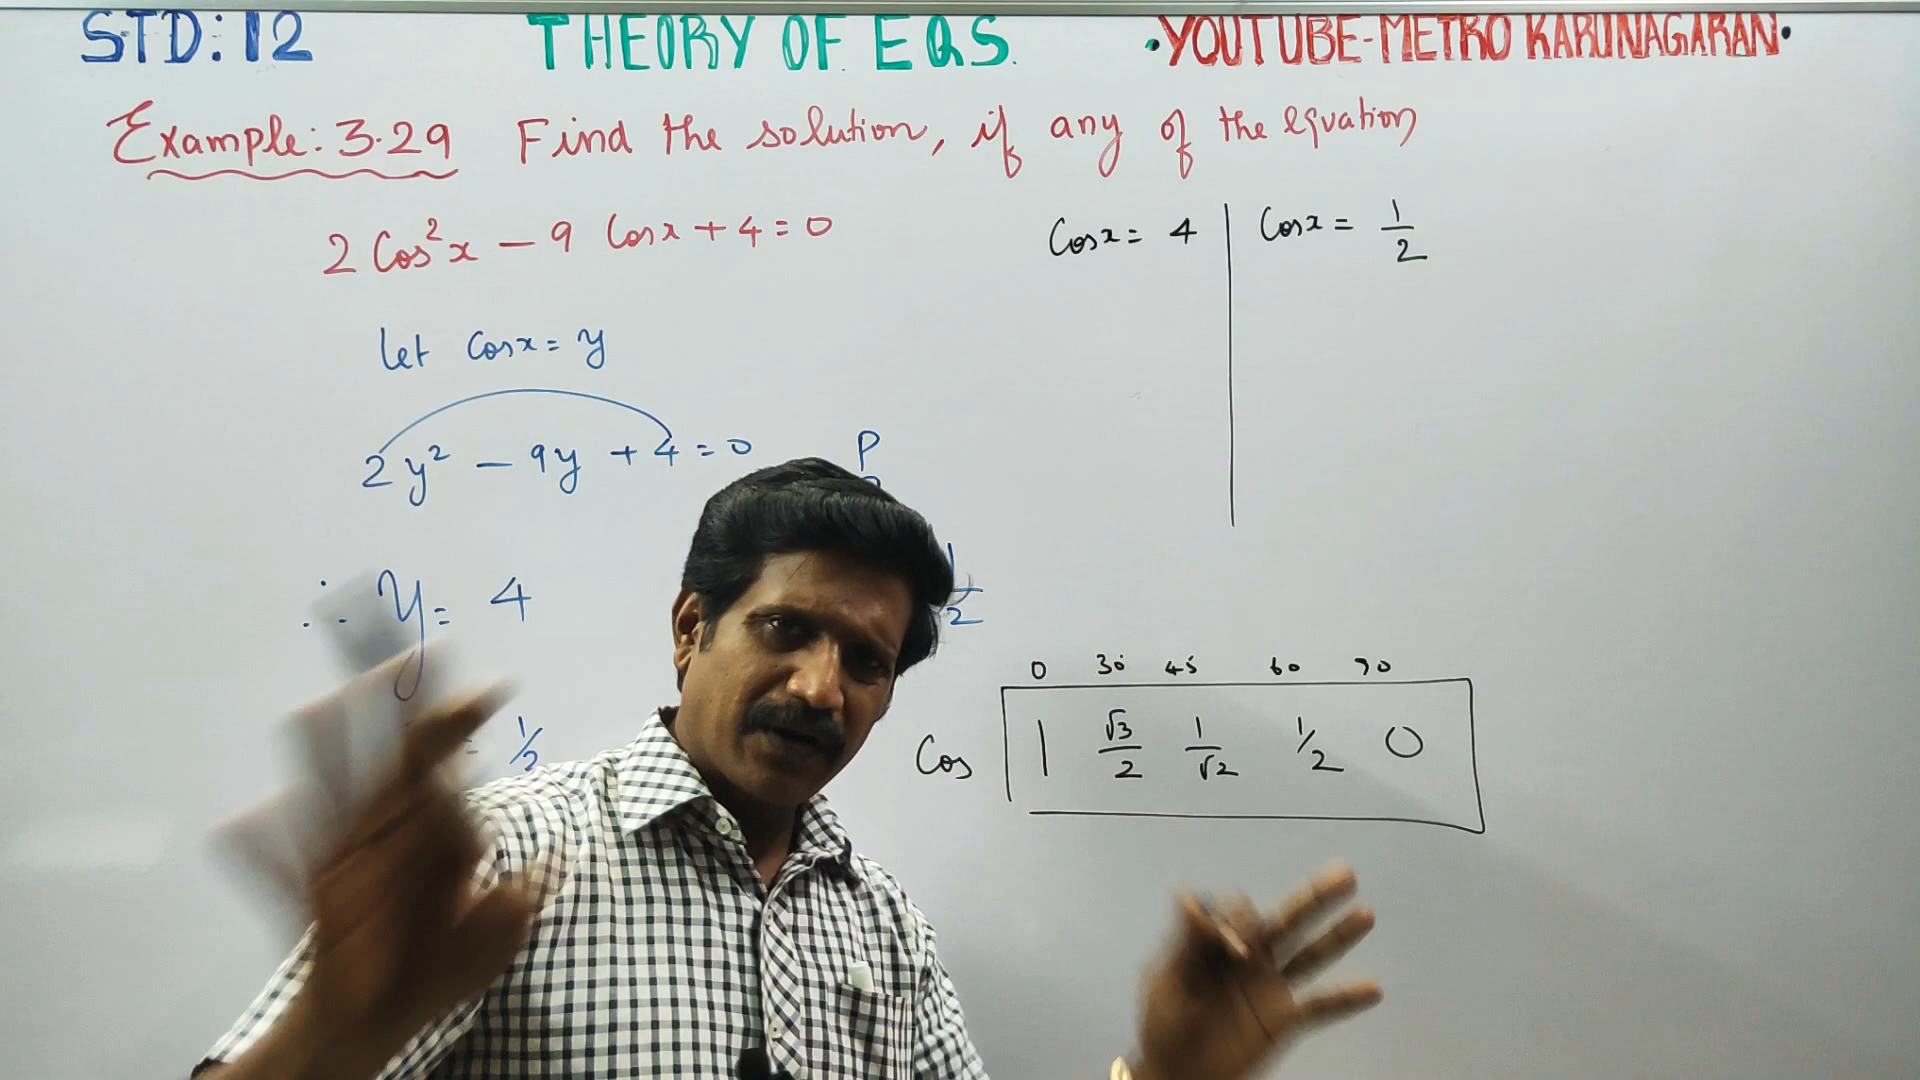 STD: 12 THEORY OF EQS. •YOUTUBE-METRO KARUNAGARAN•
Example: 3.29 Find the solution, if any of the equation
2 Cos²x – 9 Cosx + 4 = 0
Let Cosx = y
2y² – 9y + 4 = 0 P
∴ y = 4
1/2
= 1/2
Cosx = 4 | Cosx = 1/2
0 30 45 60 90
Cos 1 √3/2 1/√2 1/2 0